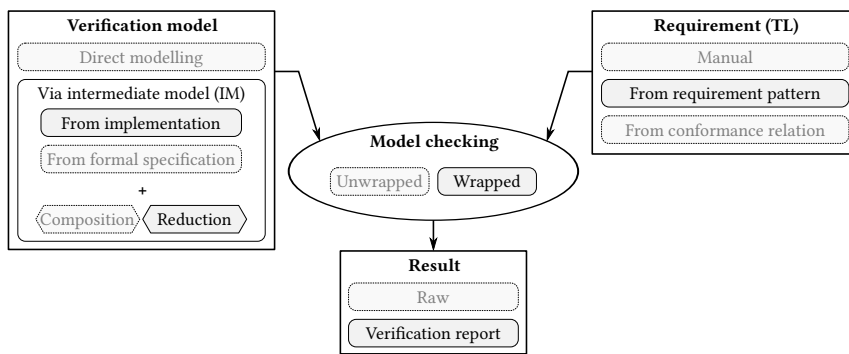 Verification model
Direct modelling
Via intermediate model (IM)
From implementation
From formal specification
+
Composition
Reduction
Requirement (TL)
Manual
From requirement pattern
From conformance relation
Model checking
Unwrapped
Wrapped
Result
Raw
Verification report